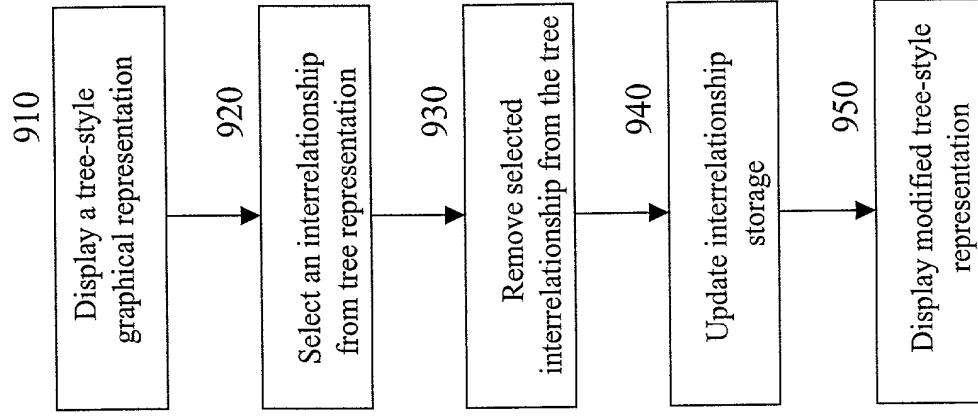 910
Display a tree-style
graphical representation
920
Select an interrelationship
from tree representation
930
Remove selected
interrelationship from the tree
940
Update interrelationship
storage
950
Display modified tree-style
representation